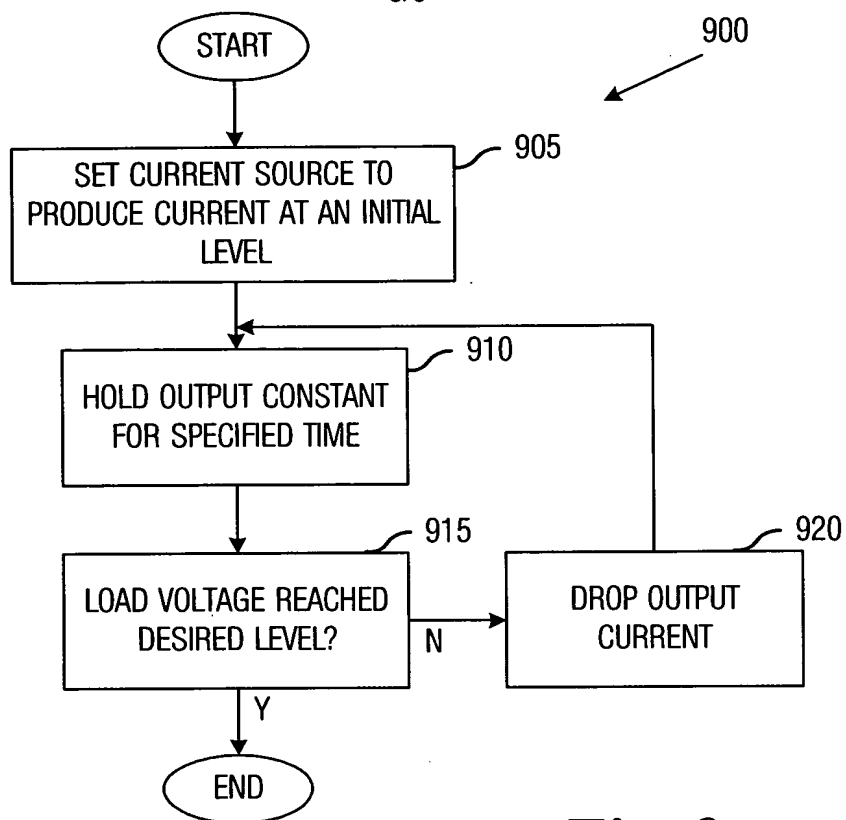 START
900
SET CURRENT SOURCE TO
PRODUCE CURRENT AT AN INITIAL
LEVEL
905
HOLD OUTPUT CONSTANT
FOR SPECIFIED TIME
910
LOAD VOLTAGE REACHED
DESIRED LEVEL?
915
N
DROP OUTPUT
CURRENT
920
Y
END